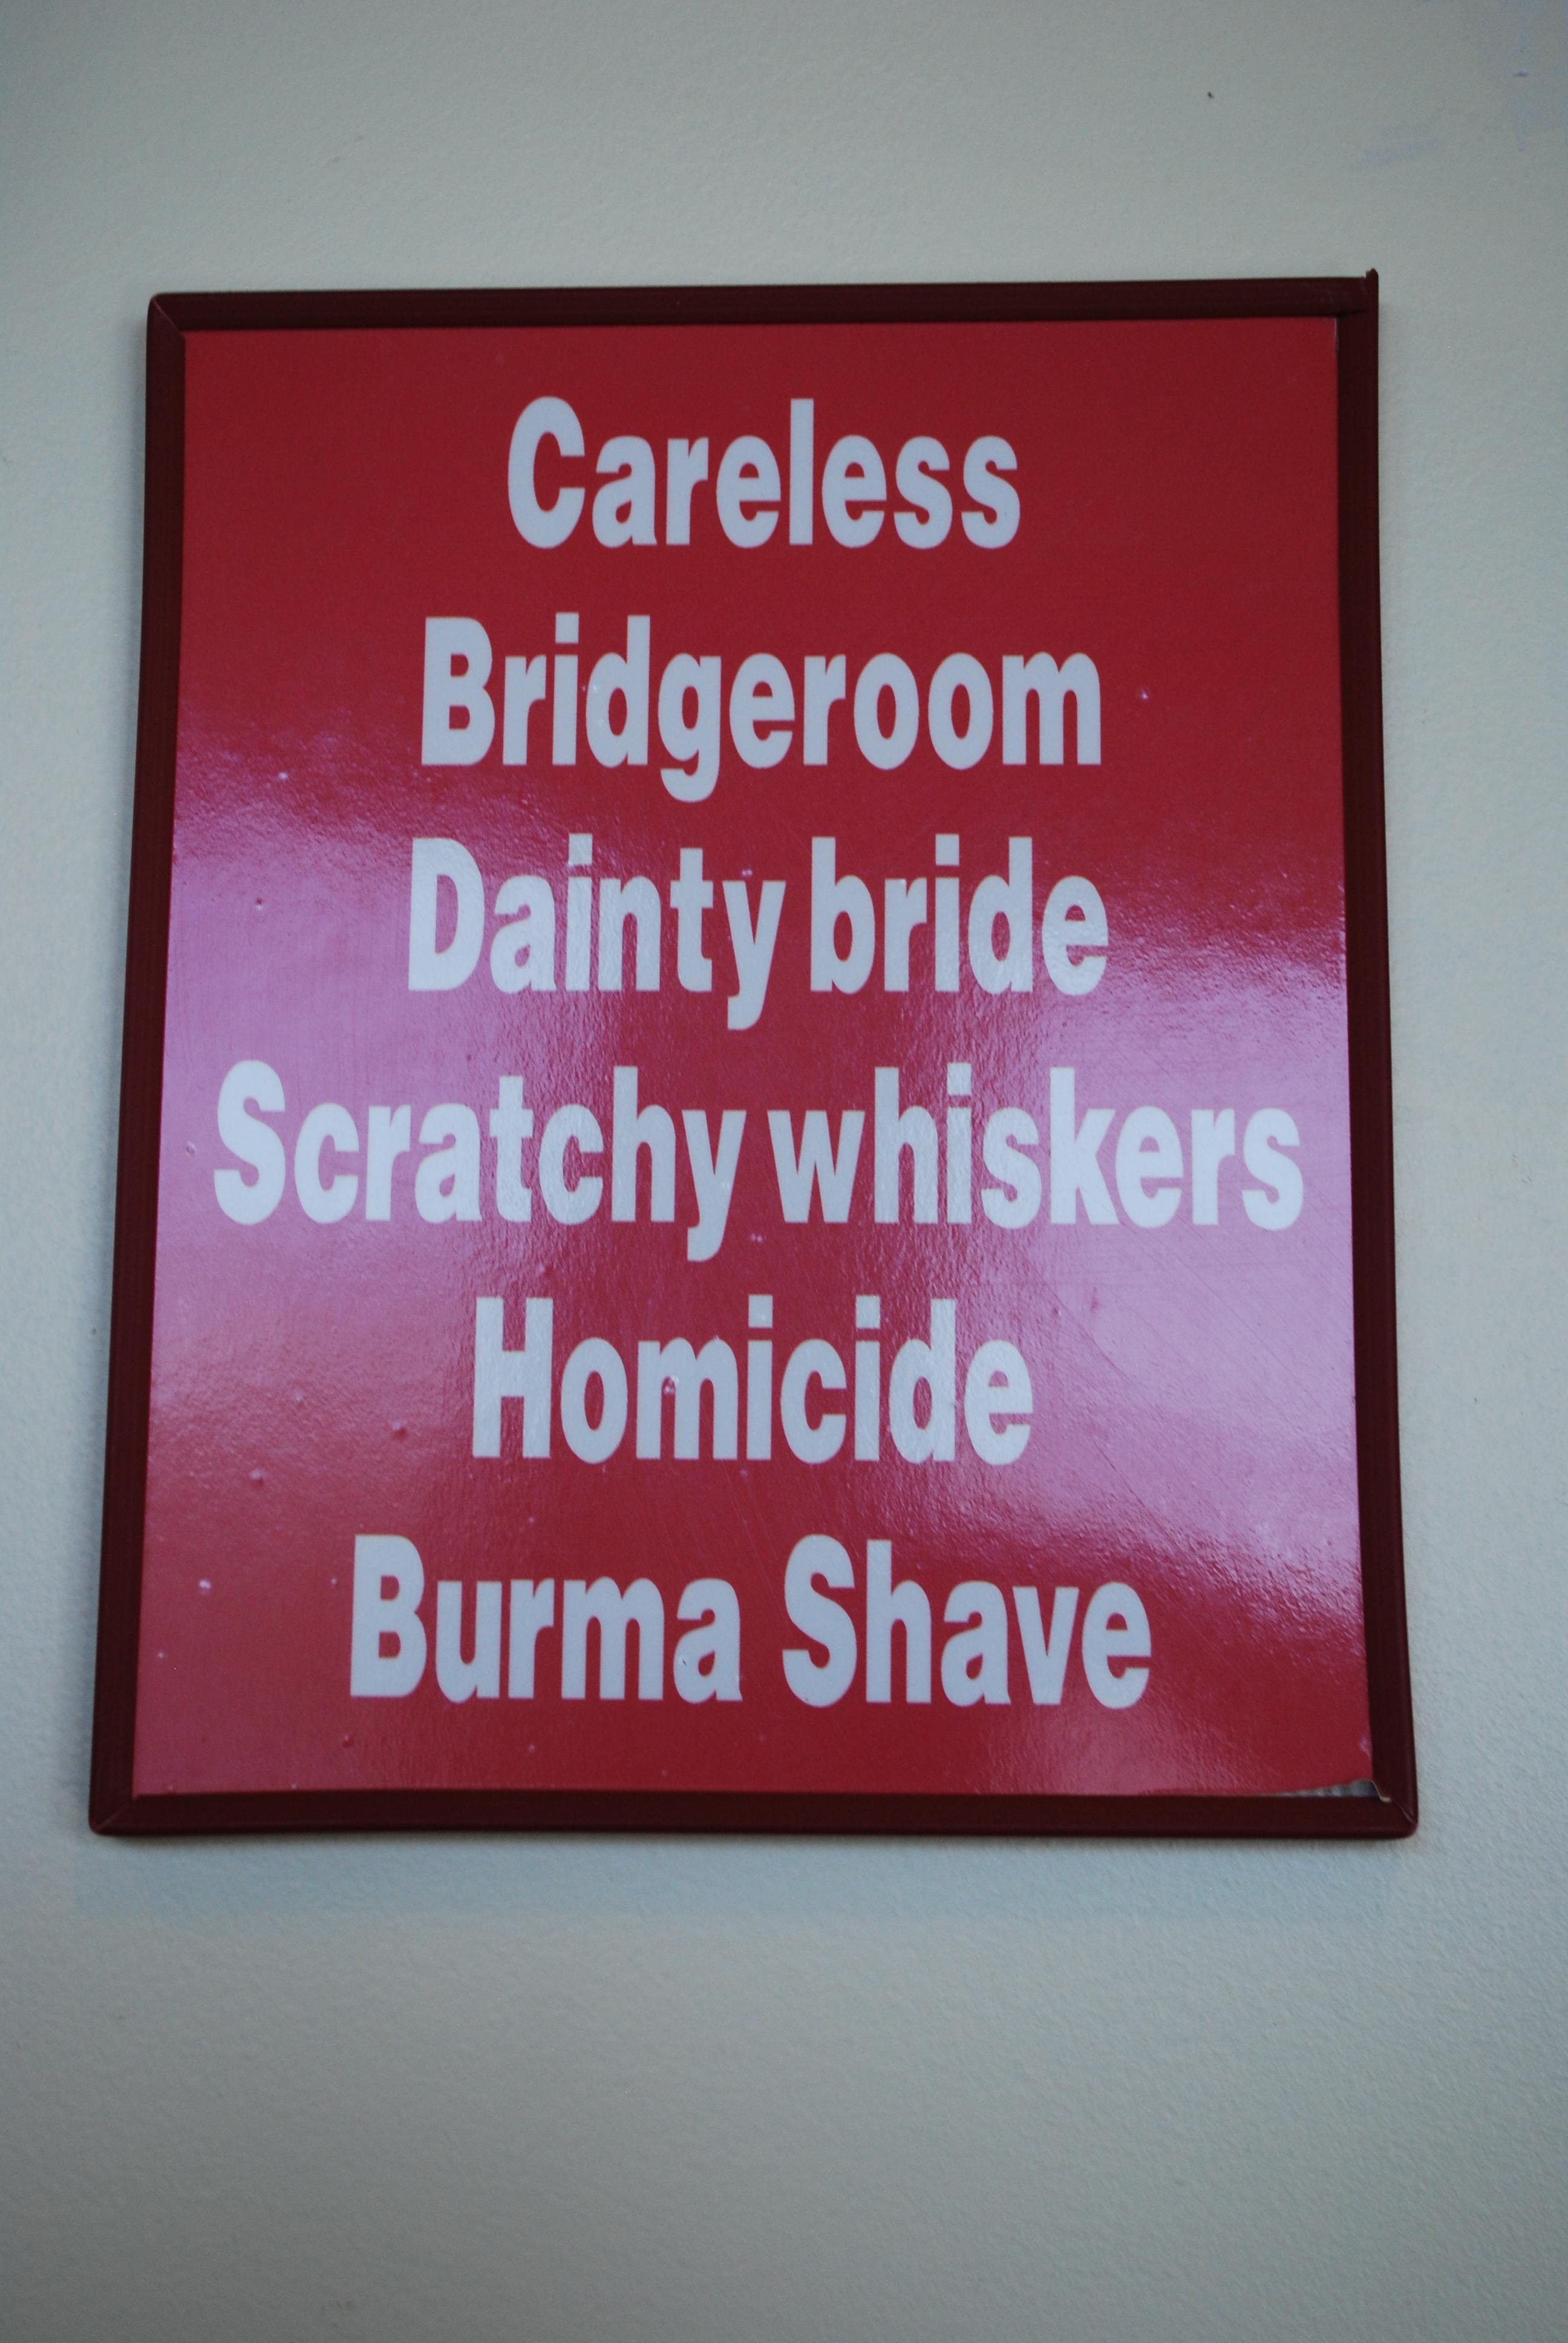 Careless
Bridgeroom
Dainty bride
Scratchy whiskers
Homicide
Burma Shave